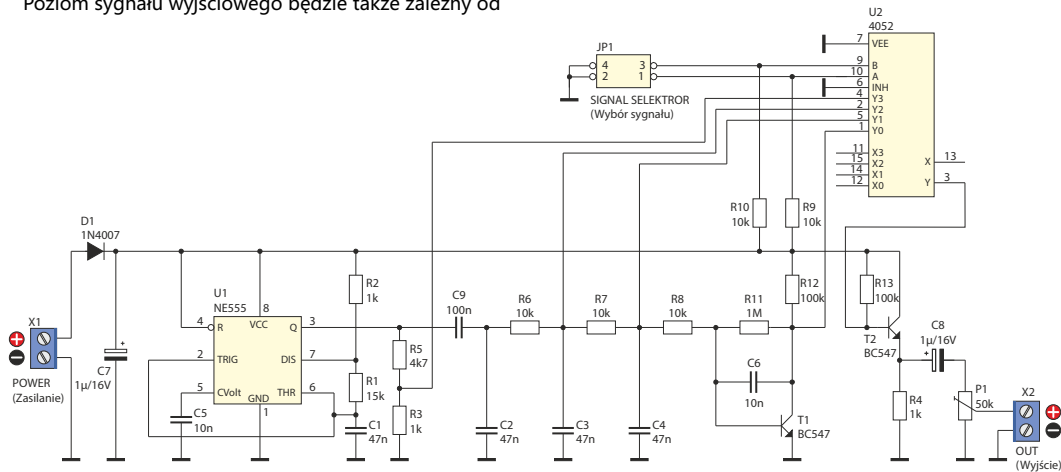 Poziom sygnału wyjściowego będzie także zależny od
U2
4052
7 VEE
9 B
10 A
6 INH
4 Y3
2 Y2
5 Y1
1 Y0
11 X3
15 X2
14 X1
12 X0
X 13
Y 3
JP1
4 3
2 1
SIGNAL SELEKTROR
(Wybór sygnału)
R10
10k
R9
10k
D1
1N4007
X1
POWER
(Zasilanie)
C7
+
1µ/16V
U1
NE555
4 R
8
VCC
Q 3
2 TRIG
DIS 7
5 CVolt
GND
1
THR 6
C5
10n
R2
1k
R1
15k
C1
47n
R5
4k7
R3
1k
C9
100n
C2
47n
R6
10k
C3
47n
R7
10k
C4
47n
R8
10k
R11
1M
C6
10n
R12
100k
T1
BC547
R13
100k
T2
BC547
C8
1µ/16V
+
R4
1k
P1
50k
X2
OUT
(Wyjście)